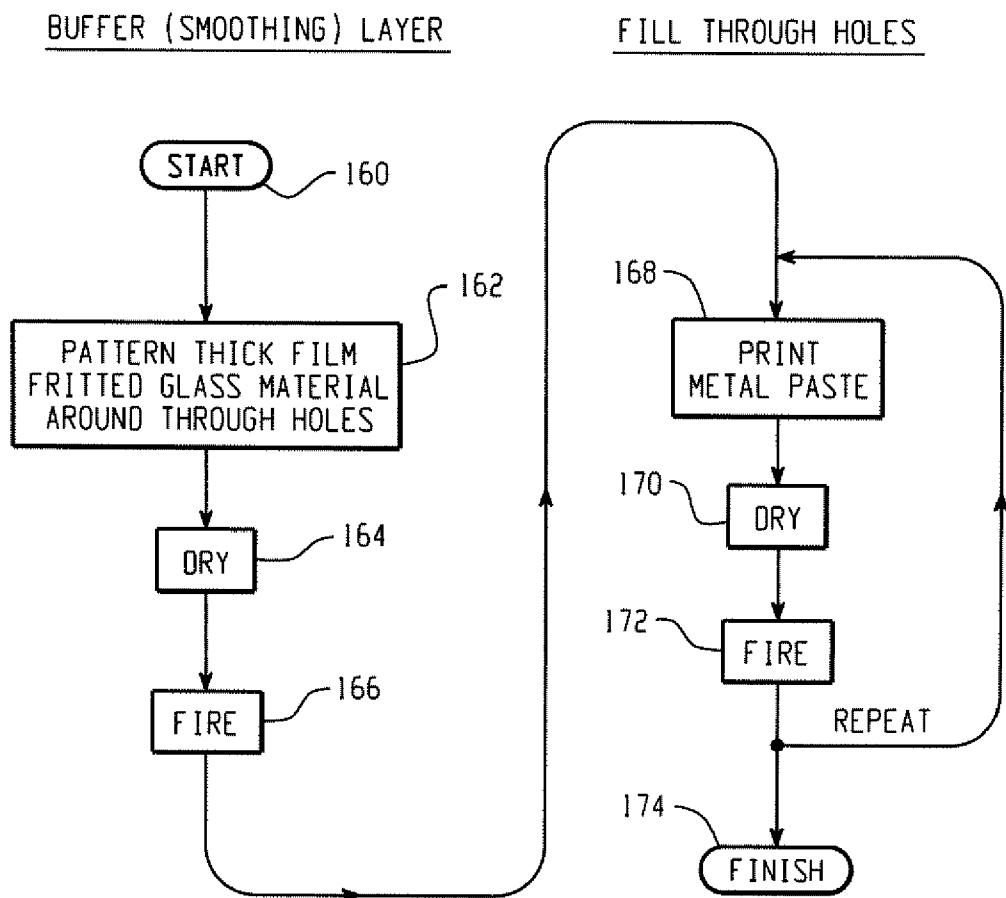 BUFFER (SMOOTHING) LAYER
START
160
162
PATTERN THICK FILM
FRITTED GLASS MATERIAL
AROUND THROUGH HOLES
DRY
164
FIRE
166
FILL THROUGH HOLES
168
PRINT
METAL PASTE
170
DRY
172
FIRE
REPEAT
174
FINISH